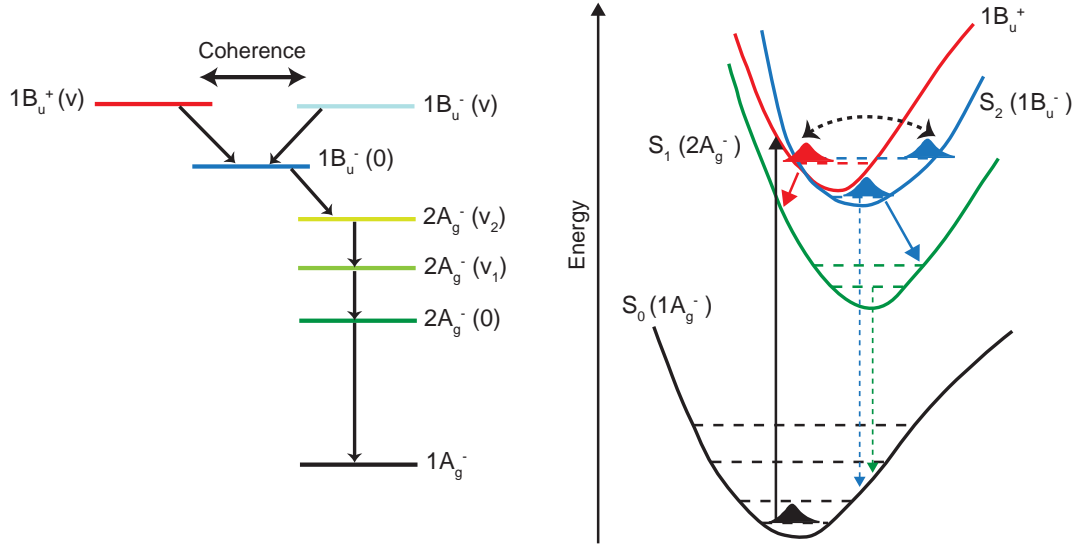 Coherence
1Bu+ (v)
1Bu- (v)
1Bu- (0)
2Ag- (v2)
2Ag- (v1)
2Ag- (0)
1Ag-
Energy
1Bu+
S2 (1Bu-)
S1 (2Ag-)
S0 (1Ag-)